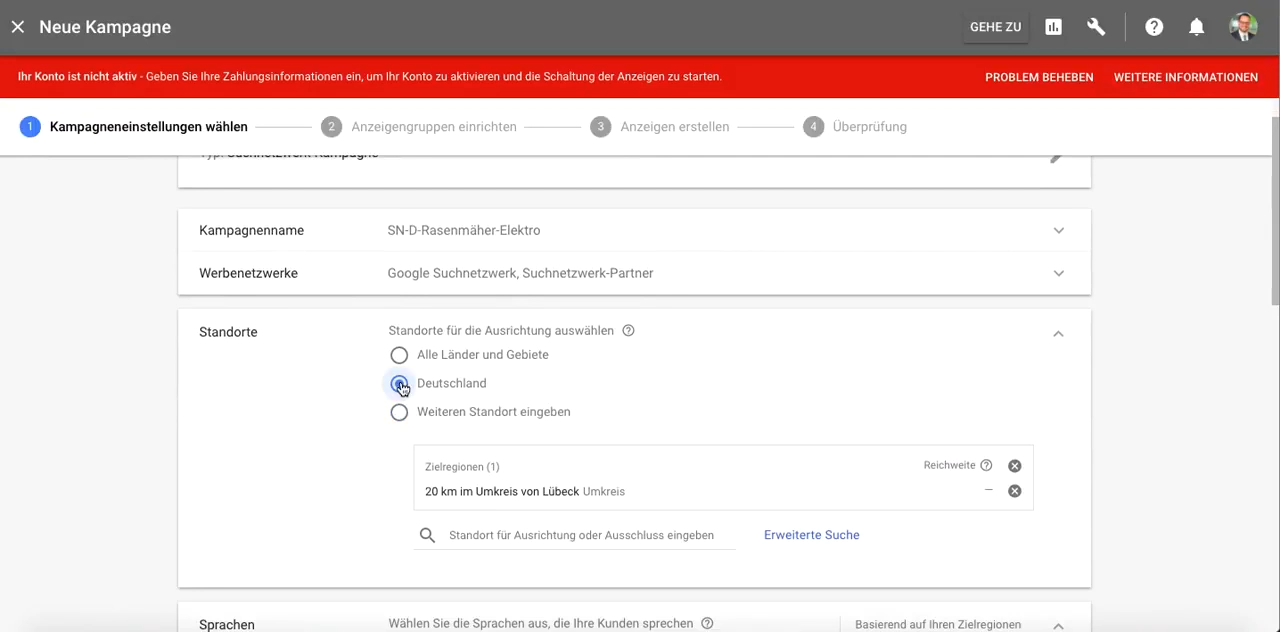 Neue Kampagne
GEHE ZU
Ihr Konto ist nicht aktiv - Geben Sie Ihre Zahlungsinformationen ein, um Ihr Konto zu aktivieren und die Schaltung der Anzeigen zu starten.
PROBLEM BEHEBEN
WEITERE INFORMATIONEN
1 Kampagneneinstellungen wählen
2 Anzeigengruppen einrichten
3 Anzeigen erstellen
4 Überprüfung
Typ: Suchnetzwerk-Kampagne
Kampagnenname SN-D-Rasenmäher-Elektro
Werbenetzwerke Google Suchnetzwerk, Suchnetzwerk-Partner
Standorte Standorte für die Ausrichtung auswählen
Alle Länder und Gebiete
Deutschland
Weiteren Standort eingeben
Zielregionen (1) Reichweite
20 km im Umkreis von Lübeck Umkreis –
Standort für Ausrichtung oder Ausschluss eingeben Erweiterte Suche
Sprachen Wählen Sie die Sprachen aus, die Ihre Kunden sprechen Basierend auf Ihren Zielregionen